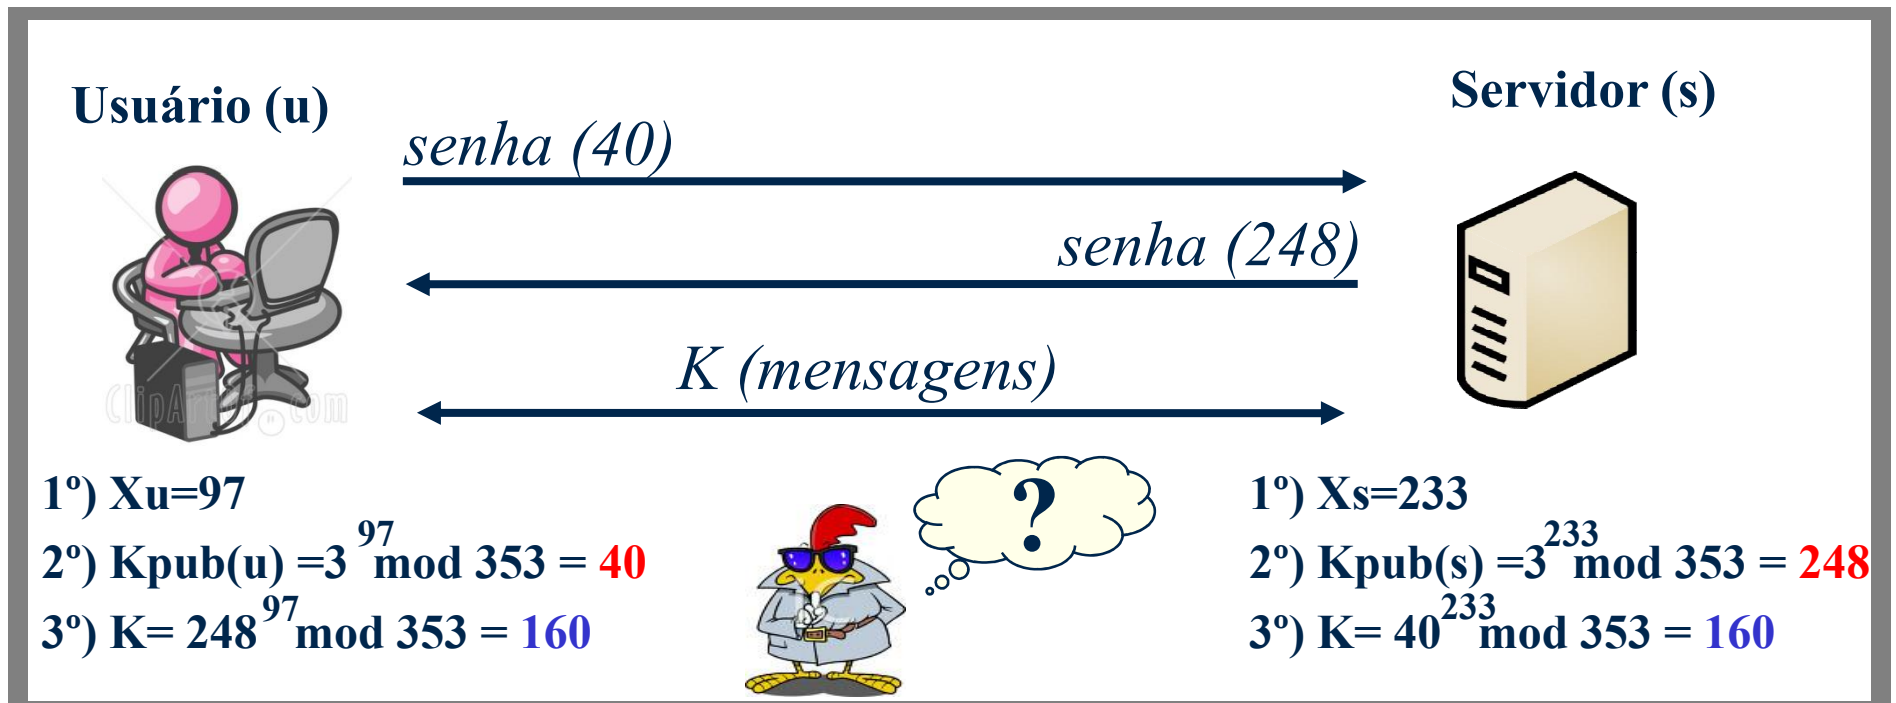 Usuário (u)
Servidor (s)
senha (40)
senha (248)
K (mensagens)
?
1º) Xu=97
2º) Kpub(u) =3^97 mod 353 = 40
3º) K= 248^97 mod 353 = 160
1º) Xs=233
2º) Kpub(s) =3^233 mod 353 = 248
3º) K= 40^233 mod 353 = 160